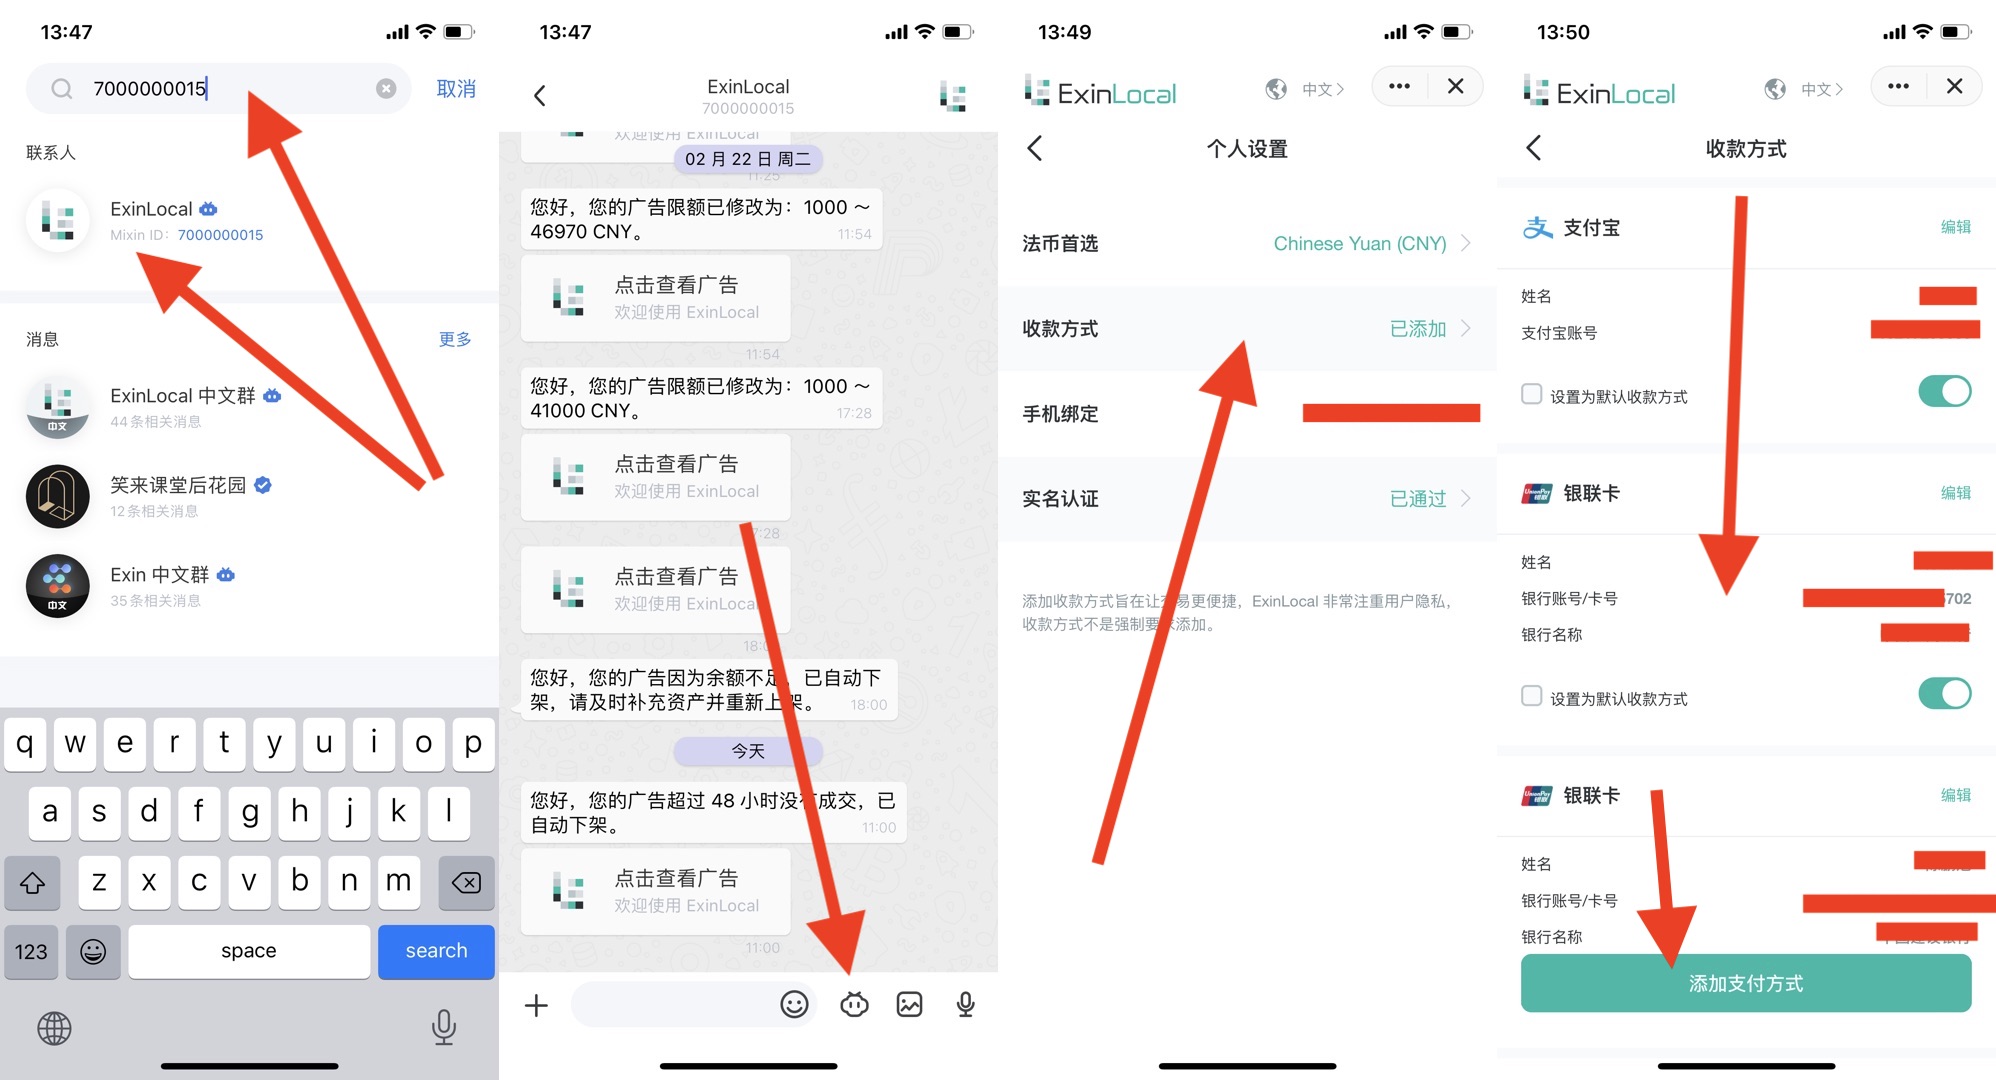 13:47
7000000015
取消
联系人
ExinLocal
Mixin ID: 7000000015
消息
更多
ExinLocal 中文群
44条相关消息
中文
笑来课堂后花园
12条相关消息
Exin 中文群
35条相关消息
中文
q w e r t y u i o p
a s d f g h j k l
z x c v b n m
123
space
search
13:47
ExinLocal
7000000015
欢迎使用 ExinLocal
02 月 22 日 周二
11:25
您好，您的广告限额已修改为：1000 ～
46970 CNY。
11:54
点击查看广告
欢迎使用 ExinLocal
11:54
您好，您的广告限额已修改为：1000 ～
41000 CNY。
17:28
点击查看广告
欢迎使用 ExinLocal
7:28
点击查看广告
欢迎使用 ExinLocal
18:0
您好，您的广告因为余额不足，已自动下
架，请及时补充资产并重新上架。
18:00
今天
您好，您的广告超过 48 小时没有成交，已
自动下架。
11:00
点击查看广告
欢迎使用 ExinLocal
11:00
13:49
ExinLocal
中文
个人设置
法币首选
Chinese Yuan (CNY)
收款方式
已添加
手机绑定
实名认证
已通过
添加收款方式旨在让交易更便捷，ExinLocal 非常注重用户隐私，
收款方式不是强制要求添加。
13:50
ExinLocal
中文
收款方式
支付宝
编辑
姓名
支付宝账号
设置为默认收款方式
UnionPay
银联
银联卡
编辑
姓名
银行账号/卡号
702
银行名称
设置为默认收款方式
UnionPay
银联
银联卡
编辑
姓名
银行账号/卡号
银行名称
添加支付方式